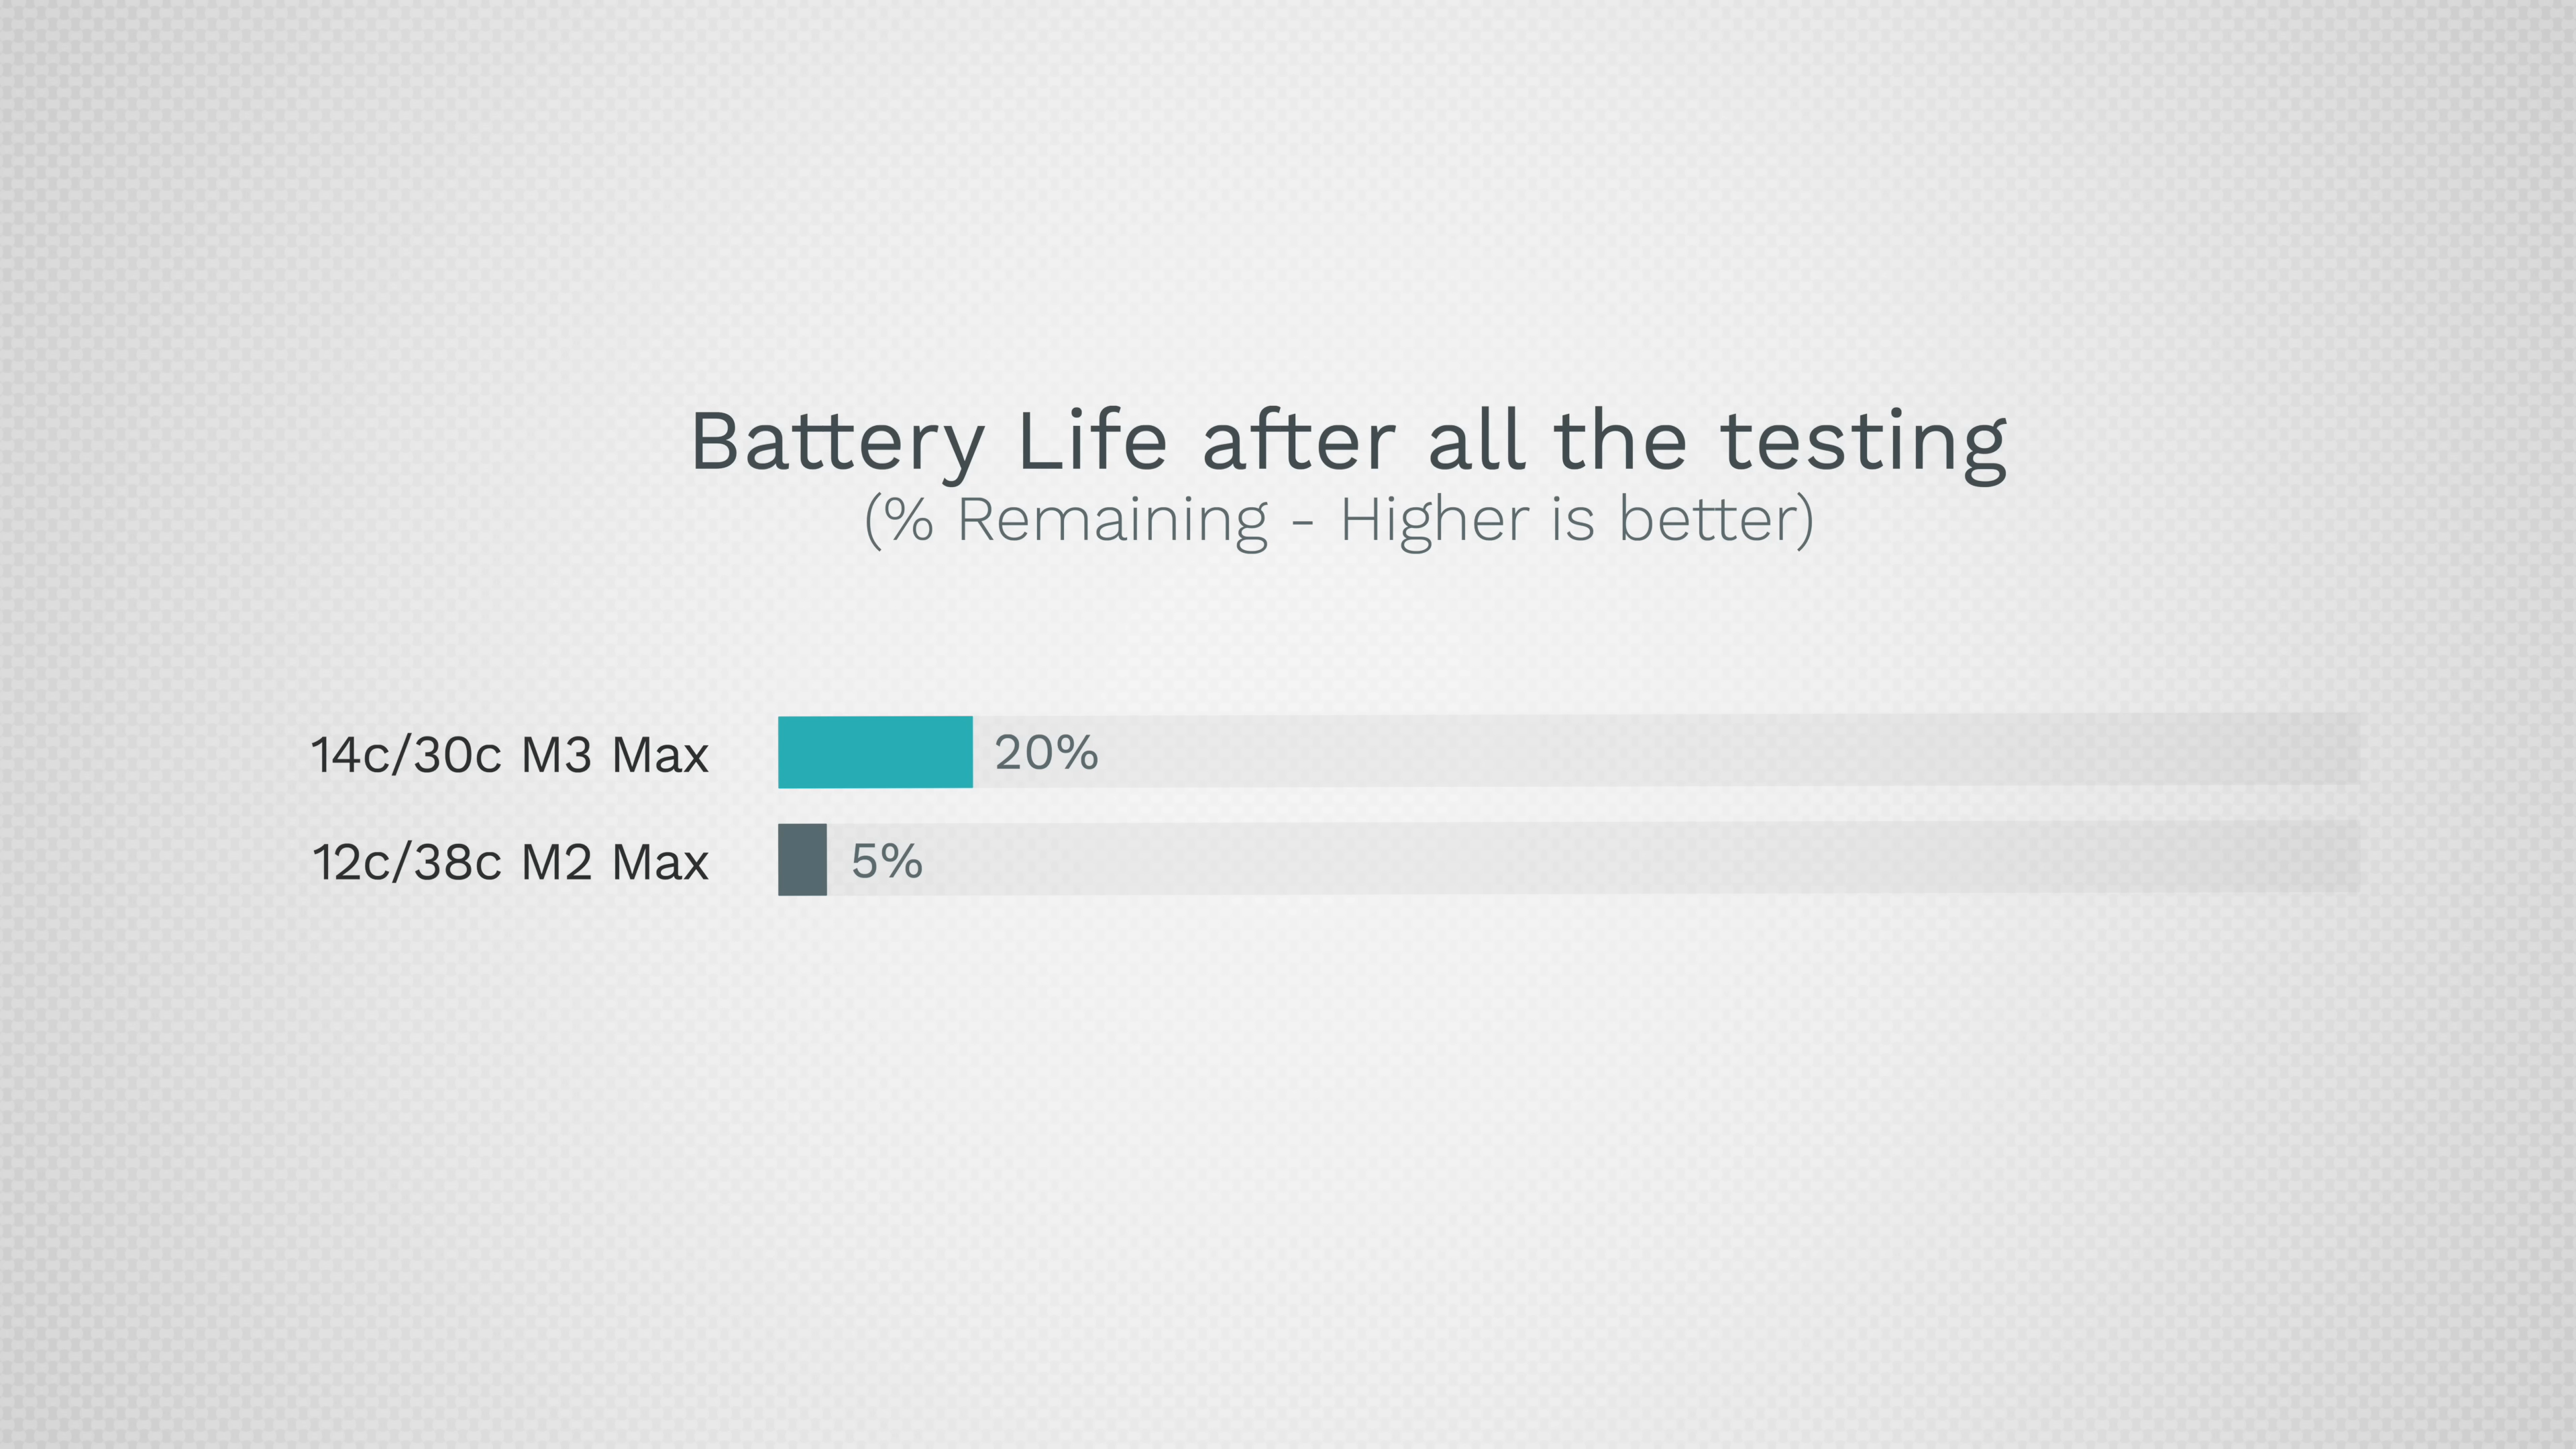 Battery Life after all the testing
(% Remaining - Higher is better)
14c/30c M3 Max 20%
12c/38c M2 Max 5%